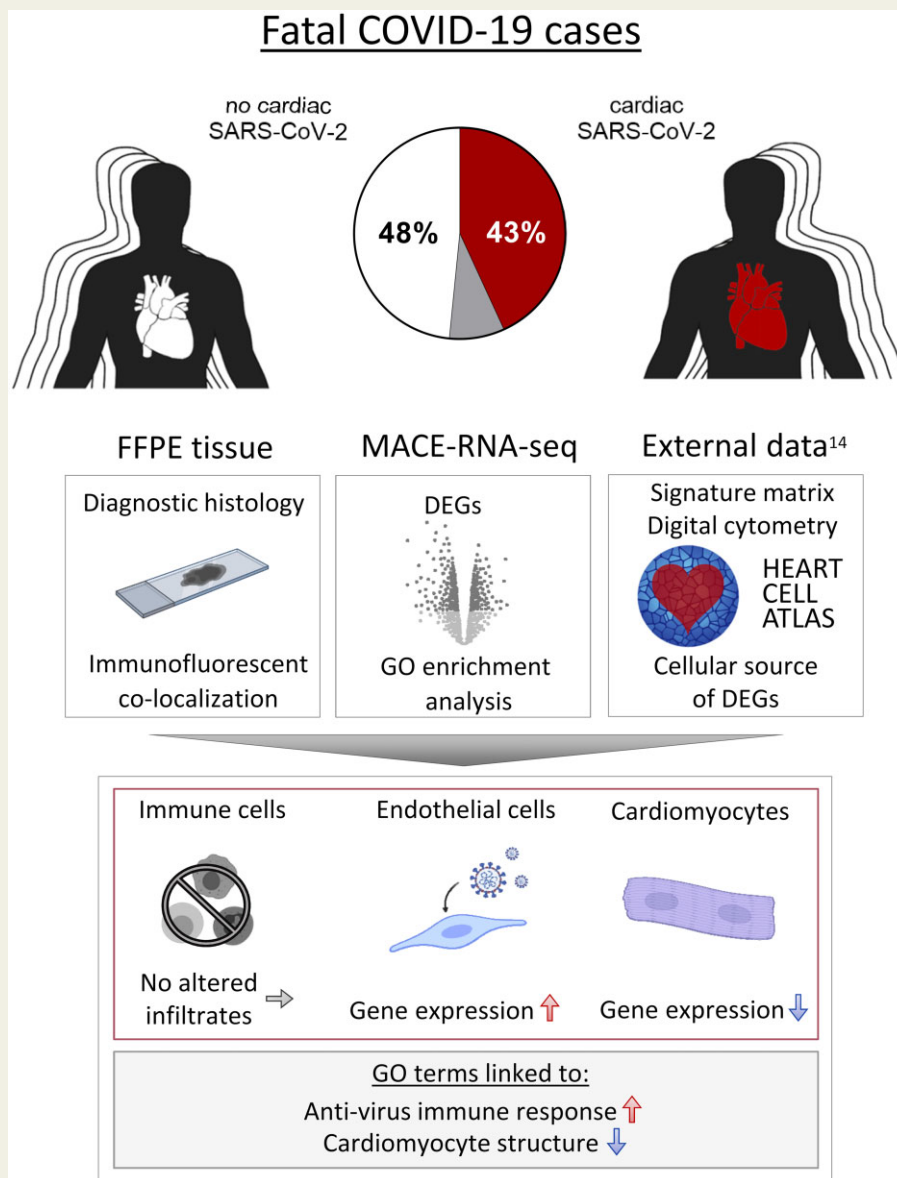 Fatal COVID-19 cases
no cardiac
SARS-CoV-2
cardiac
SARS-CoV-2
48%
43%
FFPE tissue
Diagnostic histology
Immunofluorescent
co-localization
MACE-RNA-seq
DEGs
GO enrichment
analysis
External data¹⁴
Signature matrix
Digital cytometry
HEART
CELL
ATLAS
Cellular source
of DEGs
Immune cells
No altered
infiltrates
Endothelial cells
Gene expression
Cardiomyocytes
Gene expression
GO terms linked to:
Anti-virus immune response
Cardiomyocyte structure